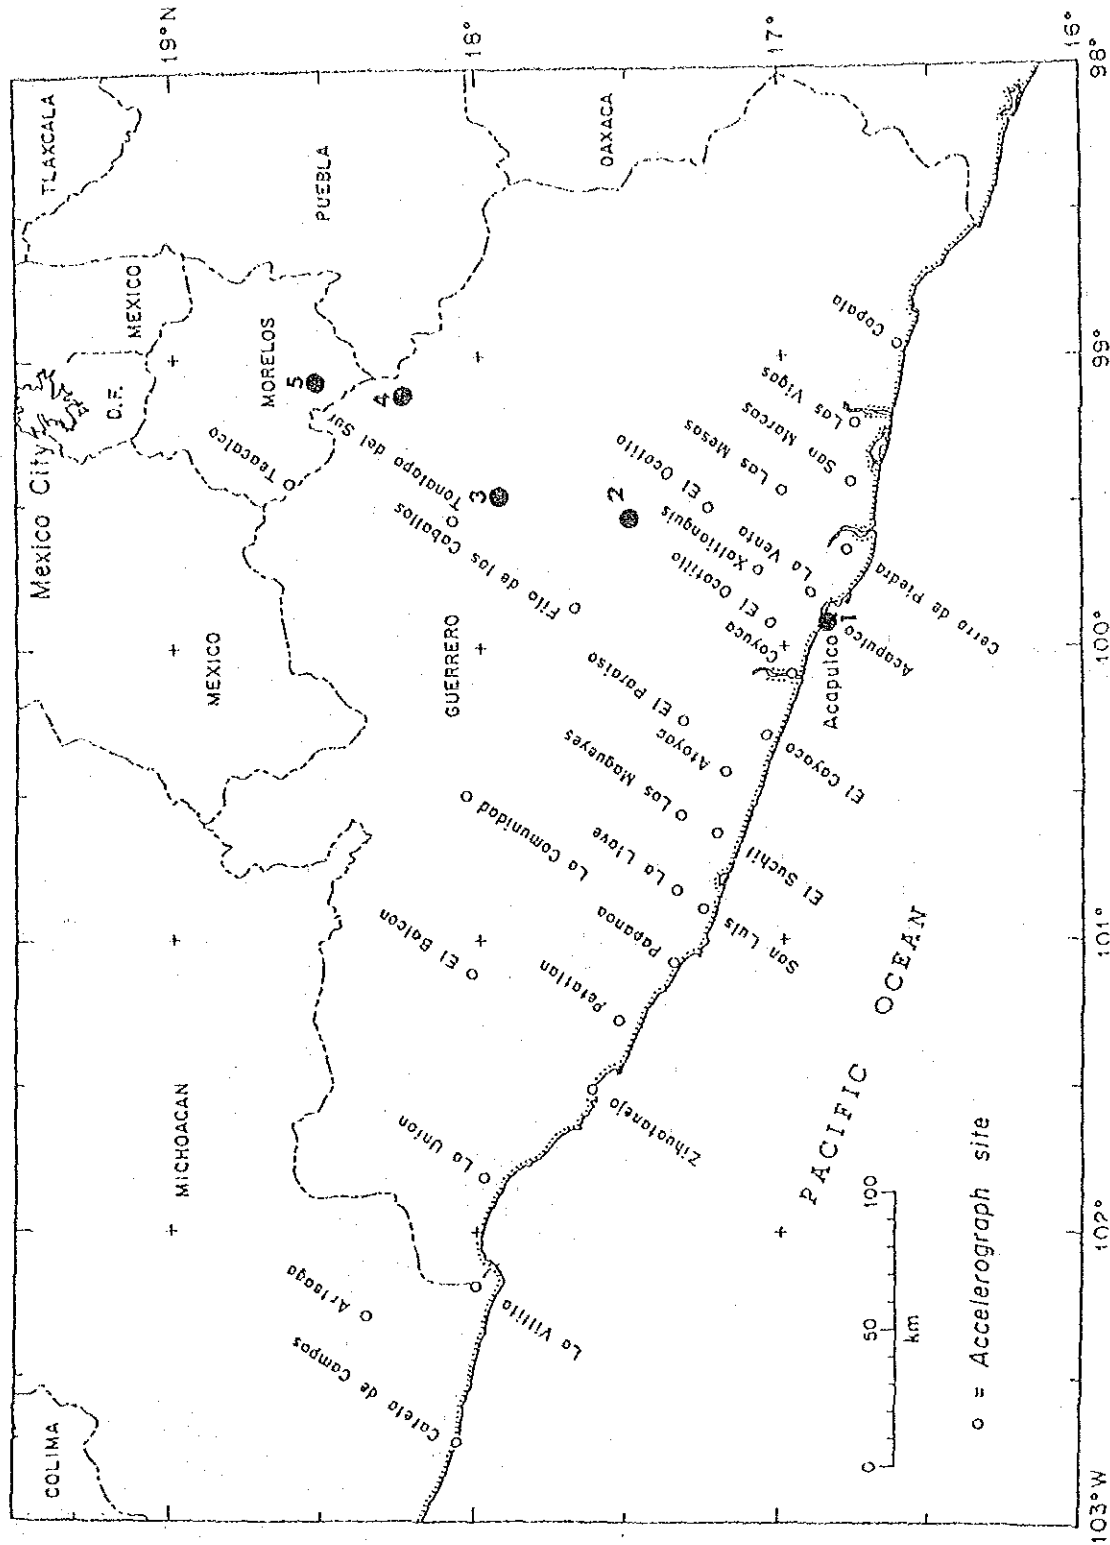 COLIMA
MICHOACAN
MEXICO
Mexico City
D.F.
MEXICO
TLAXCALA
MORELOS
PUEBLA
GUERRERO
OAXACA
19°N
18°
17°
16°
103°W
102°
101°
100°
99°
98°
Caleta de Campos
Arteaga
La Villita
La Union
Zihuatanejo
Petatlan
El Balcon
Papanoa
San Luis
La Llave
La Comunidad
El Suchil
Los Magueyes
Atoyac
El Paraiso
El Cayaco
Filo de los Caballos
Coyuca
El Ocotillo
Xaltianguis
La Venta
El Ocotillo
Acapulco
Acapulco
Cerro de Piedra
Las Mesas
San Marcos
Las Vigas
Copala
Tonalapa del Sur
Teacalco
1
2
3
4
5
PACIFIC OCEAN
0 50 100
km
o = Accelerograph site